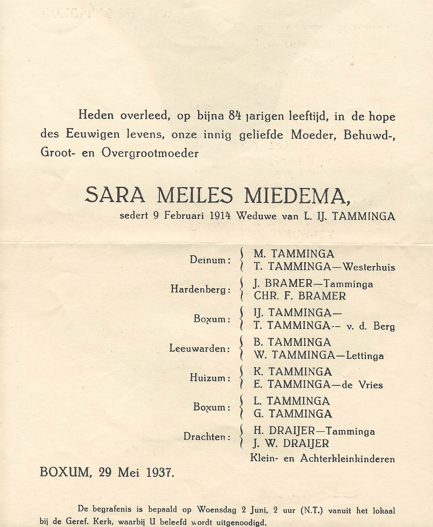 Heden overleed, op bijna 84 jarigen leeftijd, in de hope
des Eeuwigen levens, onze innig geliefde Moeder, Behuwd-,
Groot- en Overgrootmoeder
SARA MEILES MIEDEMA,
sedert 9 Februari 1914 Weduwe van L. IJ. TAMMINGA
Deinum: M. TAMMINGA
T. TAMMINGA—Westerhuis
Hardenberg: J. BRAMER—Tamminga
CHR. F. BRAMER
Boxum: IJ. TAMMINGA—
T. TAMMINGA-- v. d. Berg
Leeuwarden: B. TAMMINGA
W. TAMMINGA—Lettinga
Huizum: K. TAMMINGA
E. TAMMINGA—de Vries
Boxum: L. TAMMINGA
G. TAMMINGA
Drachten: H. DRAIJER—Tamminga
J. W. DRAIJER
Klein- en Achterkleinkinderen
BOXUM, 29 Mei 1937.
De begrafenis is bepaald op Woensdag 2 Juni, 2 uur (N.T.) vanuit het lokaal
bij de Geref. Kerk, waarbij U beleefd wordt uitgenoodigd.